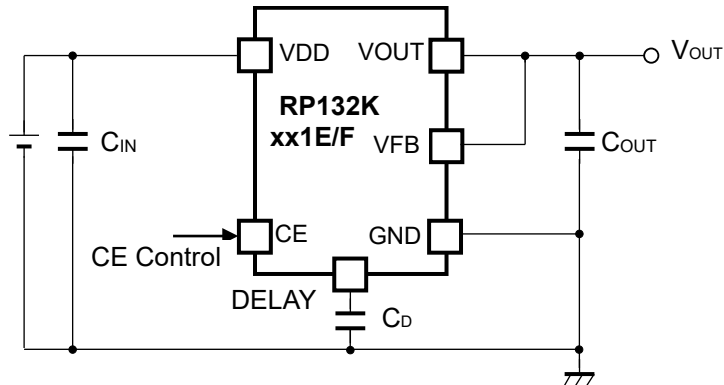 VDD
VOUT
VOUT
RP132K
xx1E/F
CIN
VFB
COUT
CE
GND
CE Control
DELAY
CD